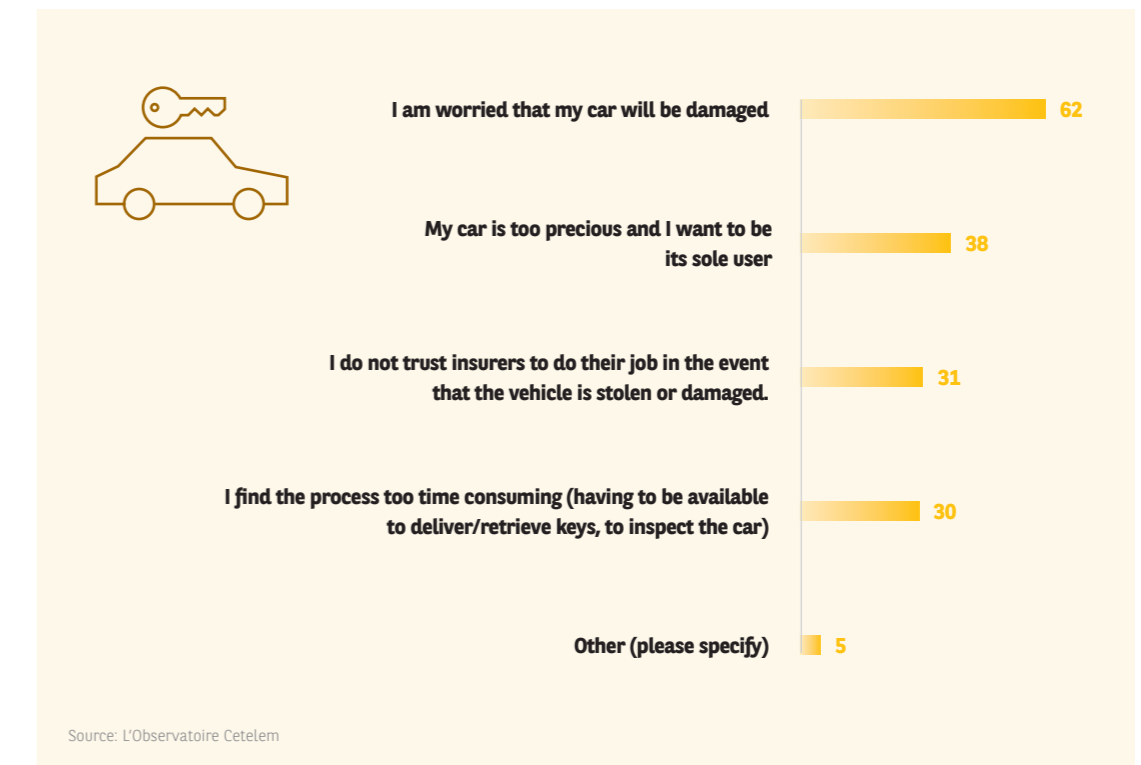 I am worried that my car will be damaged
62
My car is too precious and I want to be
its sole user
38
I do not trust insurers to do their job in the event
that the vehicle is stolen or damaged.
31
I find the process too time consuming (having to be available
to deliver/retrieve keys, to inspect the car)
30
Other (please specify)
5
Source: L'Observatoire Cetelem